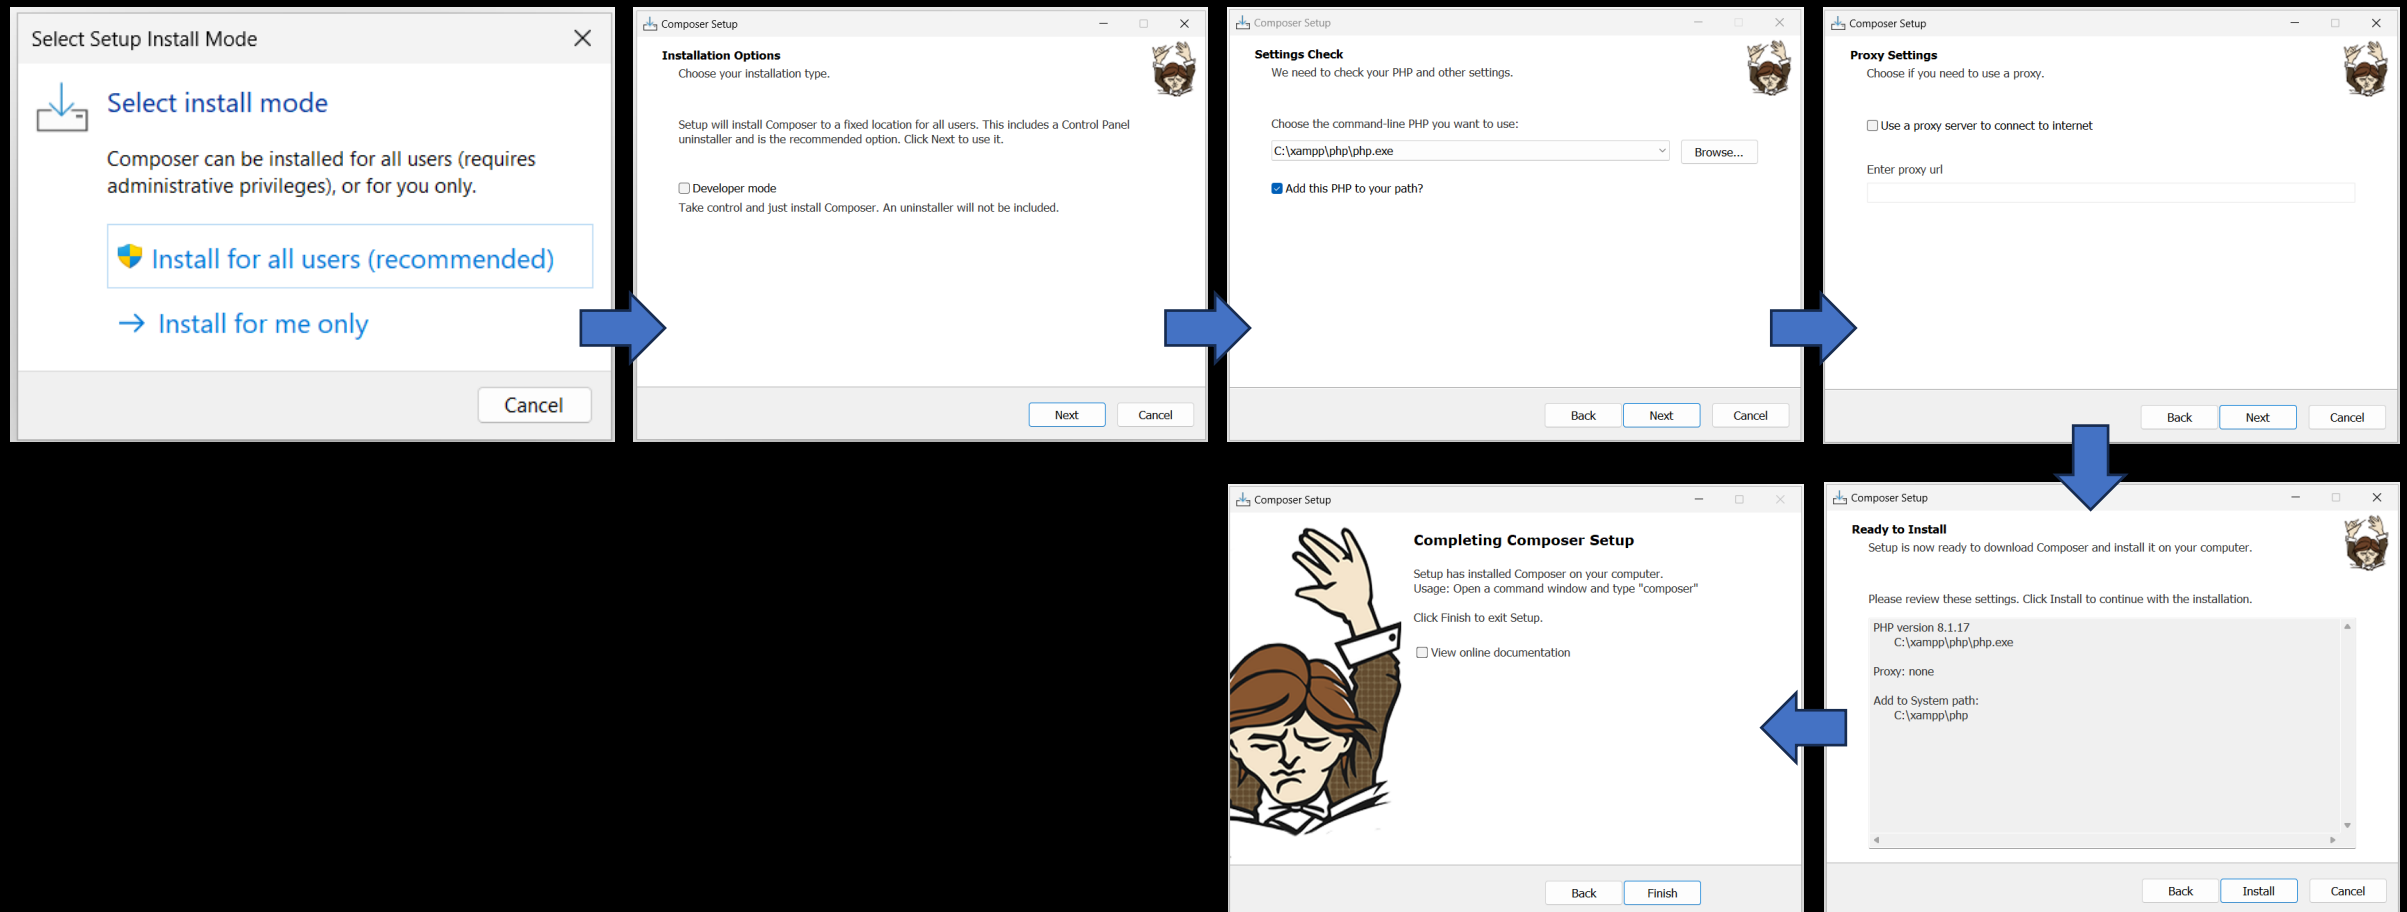 Select Setup Install Mode
Select install mode
Composer can be installed for all users (requires
administrative privileges), or for you only.
Install for all users (recommended)
Install for me only
Cancel
Composer Setup
Installation Options
Choose your installation type.
Setup will install Composer to a fixed location for all users. This includes a Control Panel
uninstaller and is the recommended option. Click Next to use it.
Developer mode
Take control and just install Composer. An uninstaller will not be included.
Next
Cancel
Composer Setup
Settings Check
We need to check your PHP and other settings.
Choose the command-line PHP you want to use:
C:\xampp\php\php.exe
Browse...
Add this PHP to your path?
Back
Next
Cancel
Composer Setup
Proxy Settings
Choose if you need to use a proxy.
Use a proxy server to connect to internet
Enter proxy url
Back
Next
Cancel
Composer Setup
Ready to Install
Setup is now ready to download Composer and install it on your computer.
Please review these settings. Click Install to continue with the installation.
PHP version 8.1.17
C:\xampp\php\php.exe
Proxy: none
Add to System path:
C:\xampp\php
Back
Install
Cancel
Composer Setup
Completing Composer Setup
Setup has installed Composer on your computer.
Usage: Open a command window and type "composer"
Click Finish to exit Setup.
View online documentation
Back
Finish